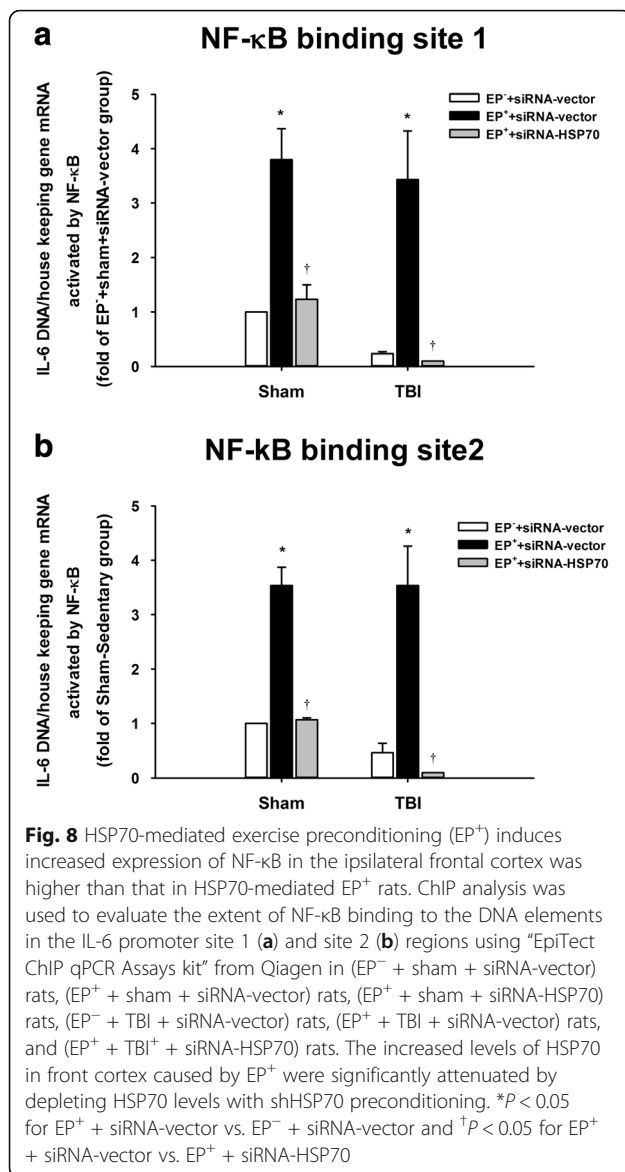 a
NF-κB binding site 1
IL-6 DNA/house keeping gene mRNA
activated by NF-κB
(fold of EP⁻+sham+siRNA-vector group)
5
4
3
2
1
0
*
†
*
†
EP⁻+siRNA-vector
EP⁺+siRNA-vector
EP⁺+siRNA-HSP70
Sham
TBI
b
NF-kB binding site2
IL-6 DNA/house keeping gene mRNA
activated by NF-κB
(fold of Sham-Sedentary group)
5
4
3
2
1
0
*
†
*
†
EP⁻+siRNA-vector
EP⁺+siRNA-vector
EP⁺+siRNA-HSP70
Sham
TBI
Fig. 8 HSP70-mediated exercise preconditioning (EP⁺) induces
increased expression of NF-κB in the ipsilateral frontal cortex was
higher than that in HSP70-mediated EP⁺ rats. ChIP analysis was
used to evaluate the extent of NF-κB binding to the DNA elements
in the IL-6 promoter site 1 (a) and site 2 (b) regions using “EpiTect
ChIP qPCR Assays kit” from Qiagen in (EP⁻ + sham + siRNA-vector)
rats, (EP⁺ + sham + siRNA-vector) rats, (EP⁺ + sham + siRNA-HSP70)
rats, (EP⁻ + TBI + siRNA-vector) rats, (EP⁺ + TBI + siRNA-vector) rats,
and (EP⁺ + TBI⁺ + siRNA-HSP70) rats. The increased levels of HSP70
in front cortex caused by EP⁺ were significantly attenuated by
depleting HSP70 levels with shHSP70 preconditioning. *P < 0.05
for EP⁺ + siRNA-vector vs. EP⁻ + siRNA-vector and †P < 0.05 for EP⁺
+ siRNA-vector vs. EP⁺ + siRNA-HSP70